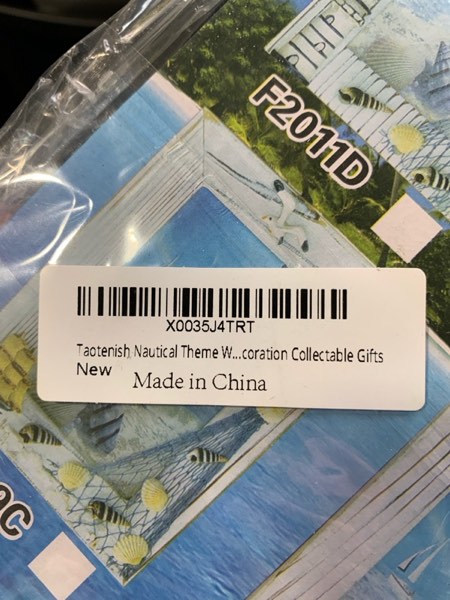 F2011D
X0035J4TRT
Taotenish Nautical Theme W...coration Collectable Gifts
New
Made in China